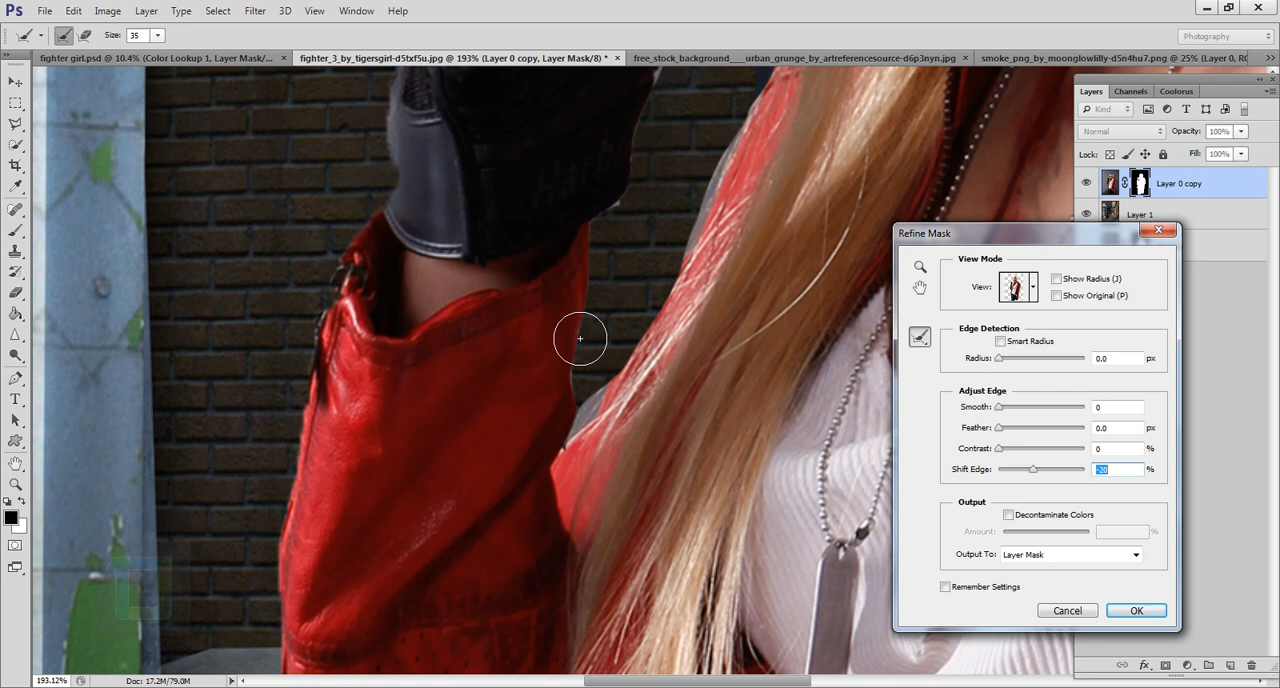 Ps File Edit Image Layer Type Select Filter 3D View Window Help
Size: 35
Photography
fighter girl.psd @ 10.4% (Color Lookup 1, Layer Mask/... ×
fighter_3_by_tigersgirl-d5txf5u.jpg @ 193% (Layer 0 copy, Layer Mask/8) * ×
free_stock_background____urban_grunge_by_artreferencesource-d6p3nyn.jpg ×
smoke_png_by_moonglowlilly-d5n4hu7.png @ 25% (Layer 0, RG
Layers Channels Coolorus
Kind
Normal Opacity: 100%
Lock: Fill: 100%
Layer 0 copy
Layer 1
Refine Mask
View Mode
View: Show Radius (J)
Show Original (P)
Edge Detection
Smart Radius
Radius: 0.0 px
Adjust Edge
Smooth: 0
Feather: 0.0 px
Contrast: 0 %
Shift Edge: -20 %
Output
Decontaminate Colors
Amount: %
Output To: Layer Mask
Remember Settings
Cancel OK
193.12% Doc: 17.2M/79.0M